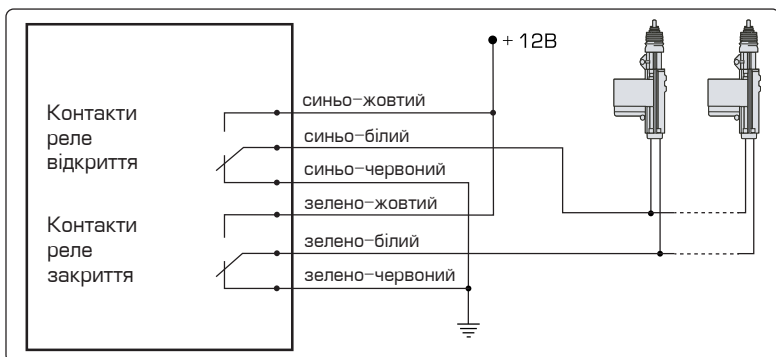 + 12В
синьо-жовтий
Контакти
реле
відкриття
синьо-білий
синьо-червоний
зелено-жовтий
Контакти
реле
закриття
зелено-білий
зелено-червоний